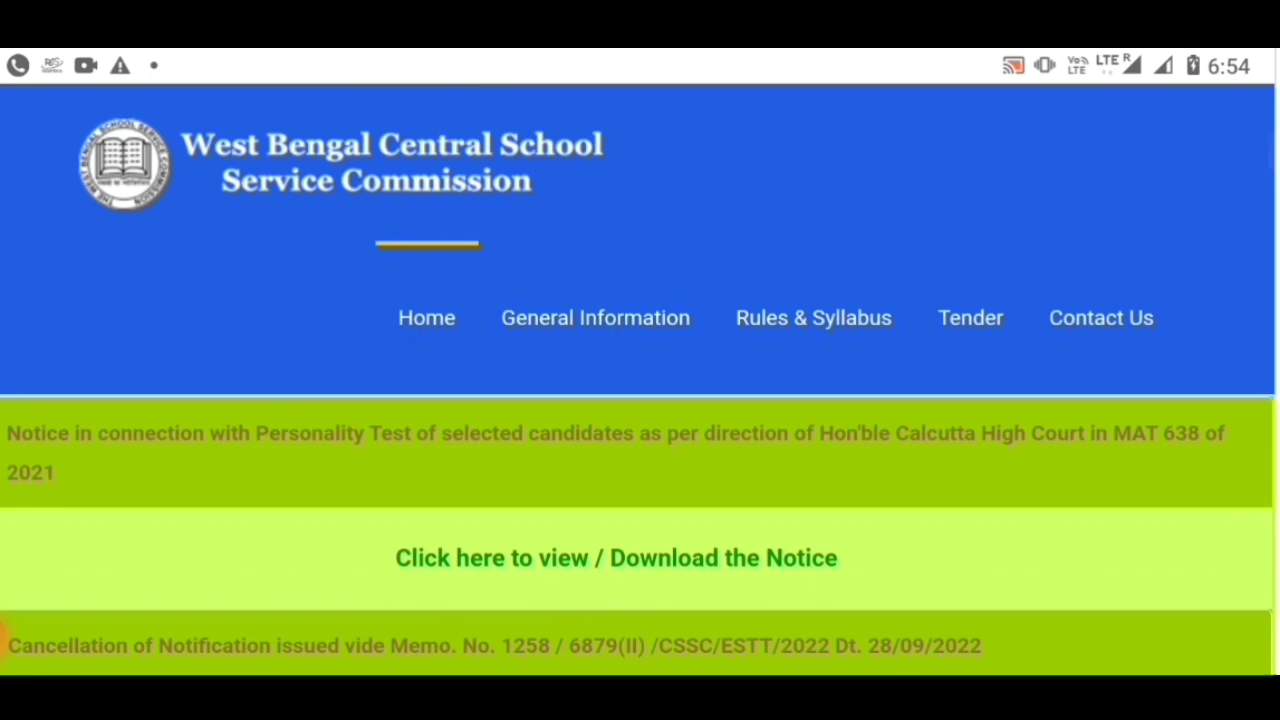 VoLTE LTE R 6:54
West Bengal Central School
Service Commission
Home General Information Rules & Syllabus Tender Contact Us
Notice in connection with Personality Test of selected candidates as per direction of Hon'ble Calcutta High Court in MAT 638 of
2021
Click here to view / Download the Notice
Cancellation of Notification issued vide Memo. No. 1258 / 6879(II) /CSSC/ESTT/2022 Dt. 28/09/2022